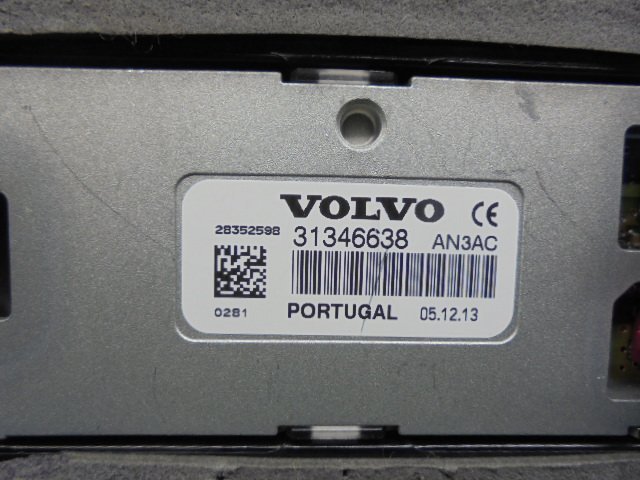 VOLVO CE
28352598 31346638 AN3AC
0281 PORTUGAL 05.12.13